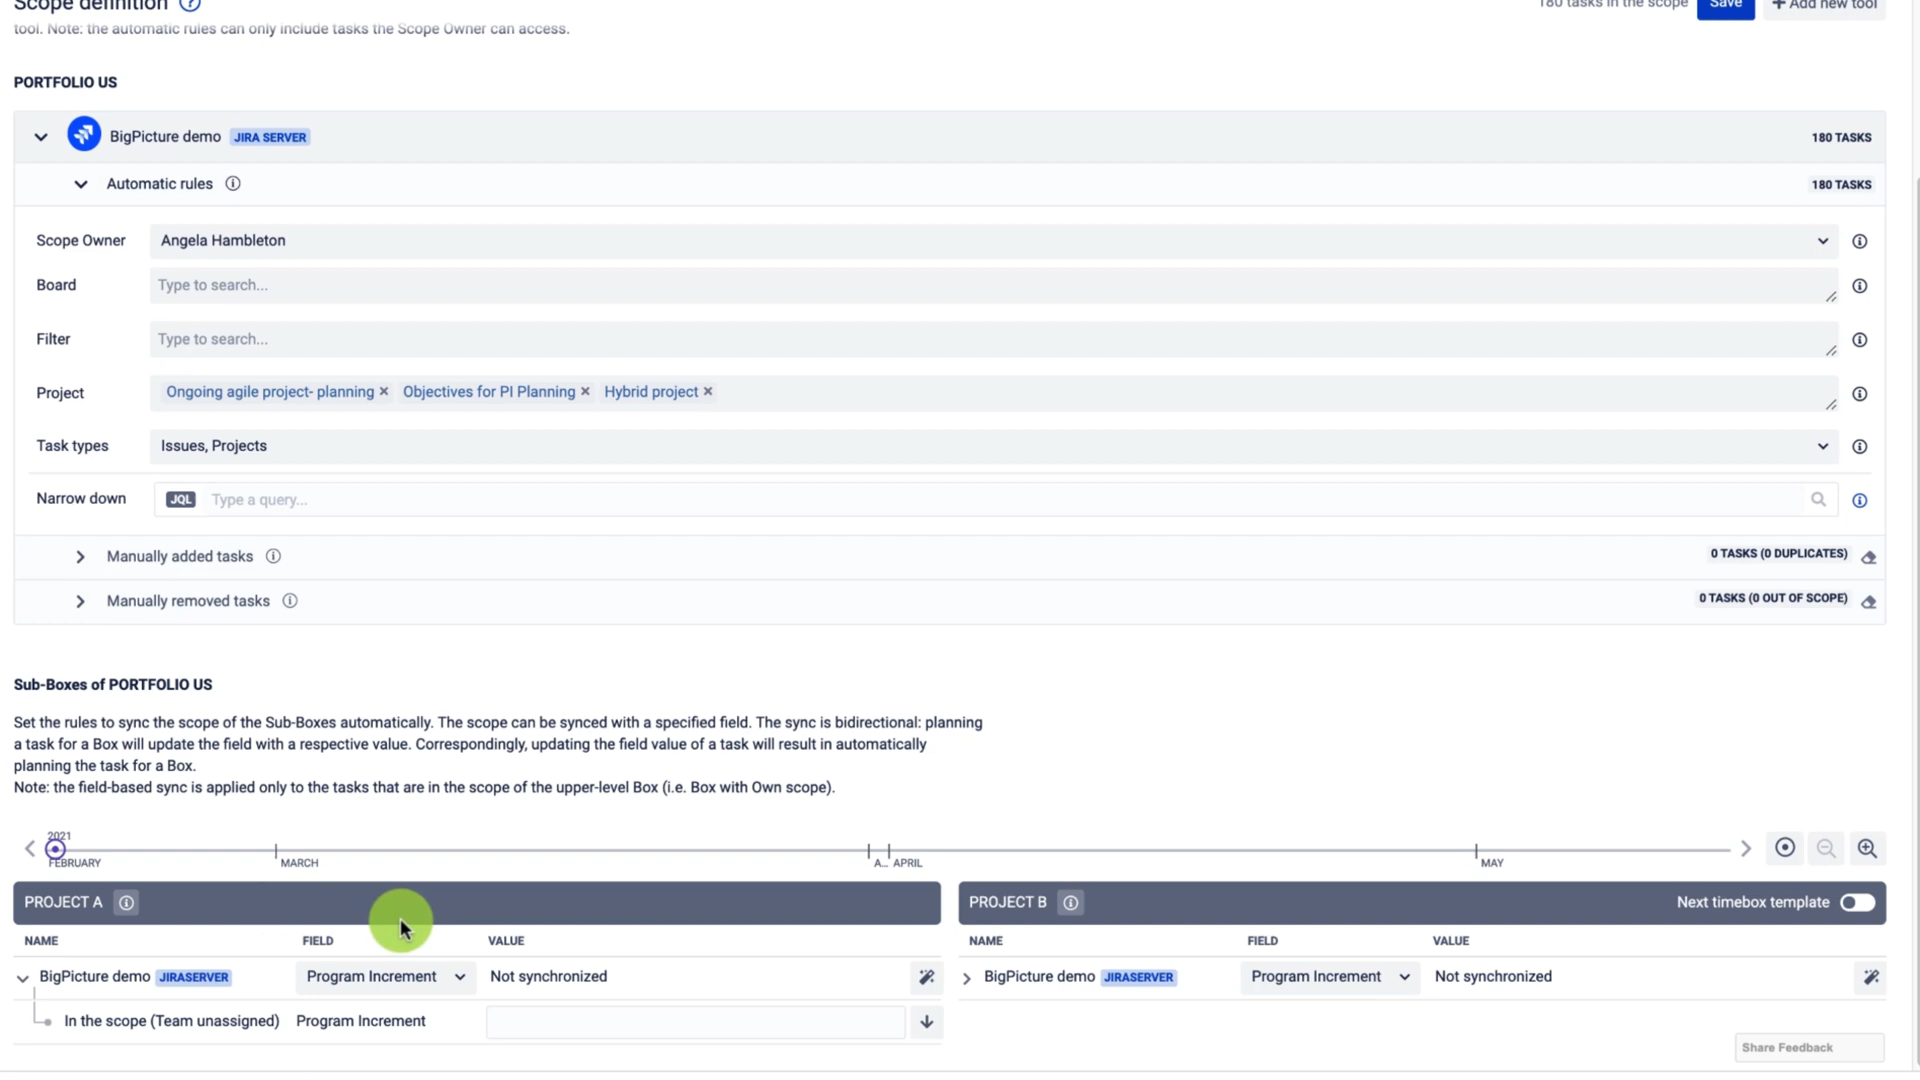 Scope definition
180 tasks in the scope Save + Add new tool
tool. Note: the automatic rules can only include tasks the Scope Owner can access.
PORTFOLIO US
BigPicture demo JIRA SERVER 180 TASKS
Automatic rules 180 TASKS
Scope Owner Angela Hambleton
Board Type to search...
Filter Type to search...
Project Ongoing agile project- planning × Objectives for PI Planning × Hybrid project ×
Task types Issues, Projects
Narrow down JQL Type a query...
Manually added tasks 0 TASKS (0 DUPLICATES)
Manually removed tasks 0 TASKS (0 OUT OF SCOPE)
Sub-Boxes of PORTFOLIO US
Set the rules to sync the scope of the Sub-Boxes automatically. The scope can be synced with a specified field. The sync is bidirectional: planning
a task for a Box will update the field with a respective value. Correspondingly, updating the field value of a task will result in automatically
planning the task for a Box.
Note: the field-based sync is applied only to the tasks that are in the scope of the upper-level Box (i.e. Box with Own scope).
2021
FEBRUARY MARCH A... APRIL MAY
PROJECT A
NAME FIELD VALUE
BigPicture demo JIRASERVER Program Increment Not synchronized
In the scope (Team unassigned) Program Increment
PROJECT B Next timebox template
NAME FIELD VALUE
BigPicture demo JIRASERVER Program Increment Not synchronized
Share Feedback